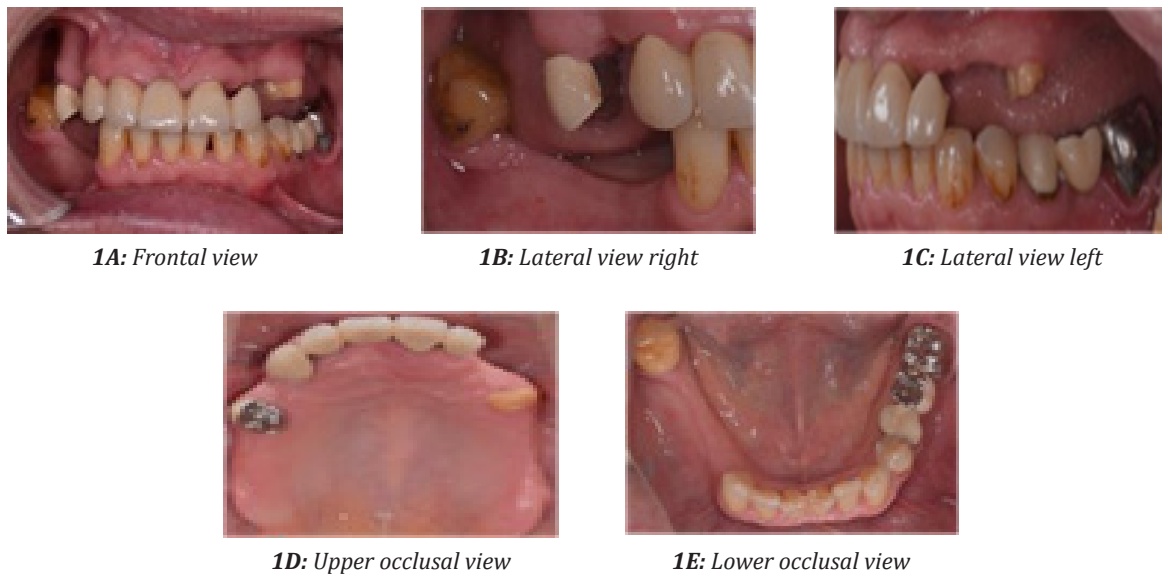 1A: Frontal view
1B: Lateral view right
1C: Lateral view left
1D: Upper occlusal view
1E: Lower occlusal view